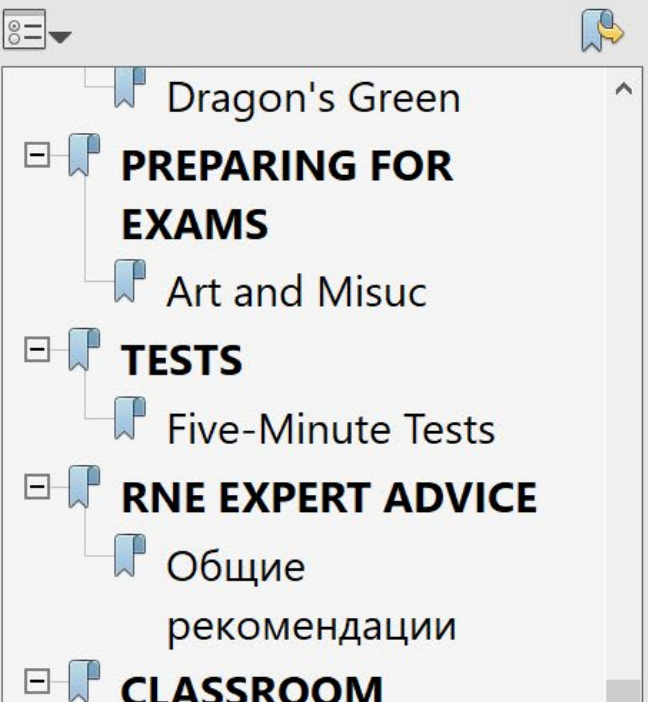 Dragon's Green
PREPARING FOR
EXAMS
Art and Misuc
TESTS
Five-Minute Tests
RNE EXPERT ADVICE
Общие
рекомендации
CLASSROOM